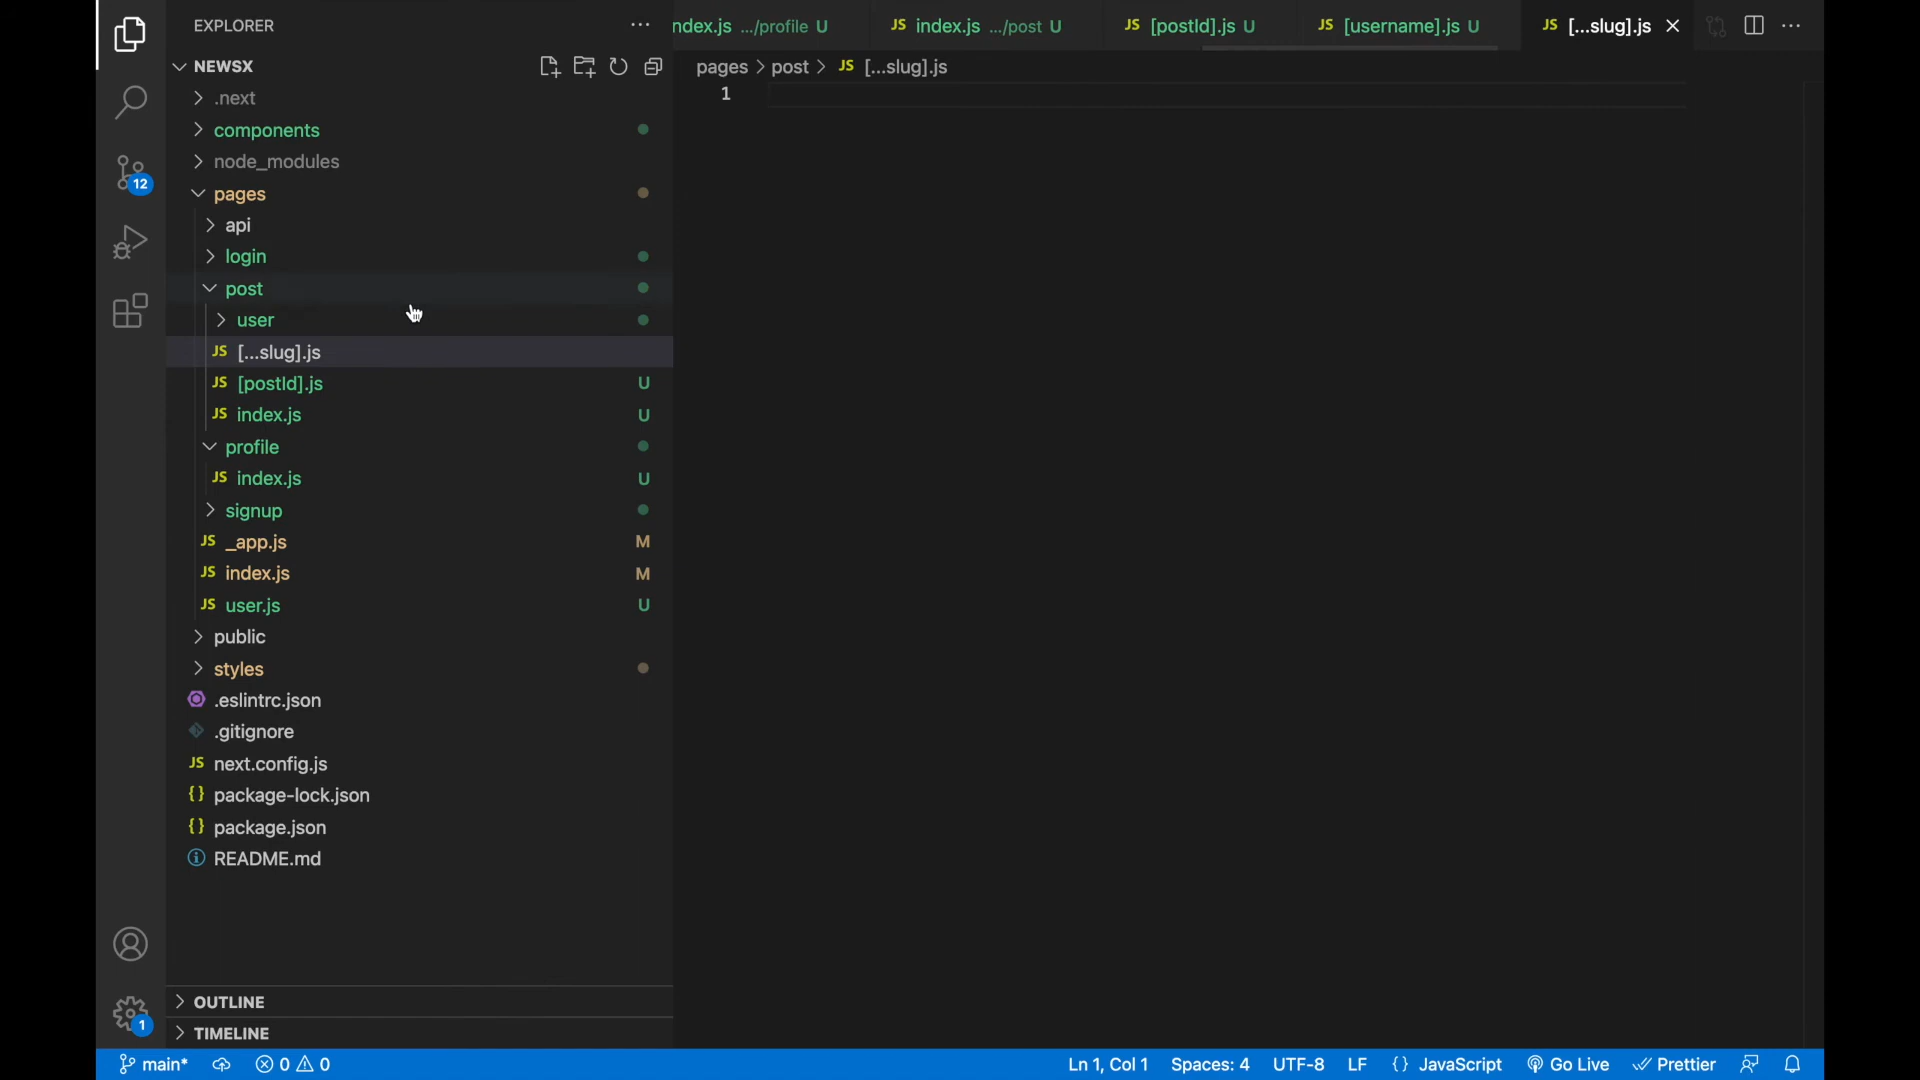 EXPLORER
ndex.js .../profile U
JS index.js .../post U
JS [postId].js U
JS [username].js U
JS [...slug].js
NEWSX
pages > post > JS [...slug].js
1
.next
components
node_modules
pages
api
login
post
user
JS [...slug].js
JS [postId].js U
JS index.js U
profile
JS index.js U
signup
JS _app.js M
JS index.js M
JS user.js U
public
styles
.eslintrc.json
.gitignore
JS next.config.js
{} package-lock.json
{} package.json
README.md
12
OUTLINE
1
TIMELINE
main* 0 0 Ln 1, Col 1 Spaces: 4 UTF-8 LF {} JavaScript Go Live Prettier